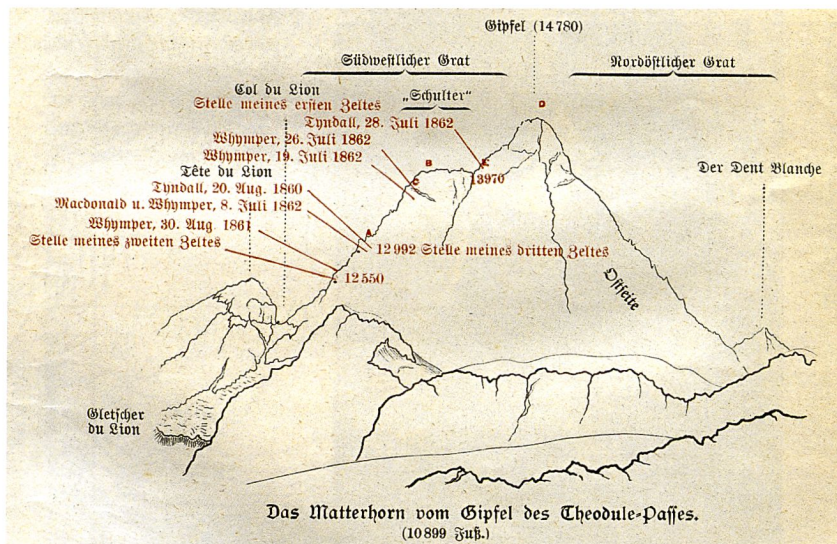 Gipfel (14780)
Südwestlicher Grat
Nordöstlicher Grat
Col du Lion
Stelle meines ersten Zeltes
„Schulter“
D
Tyndall, 28. Juli 1862
Whymper, 26. Juli 1862
Whymper, 19. Juli 1862
B
E
C
13970
Tête du Lion
Der Dent Blanche
Tyndall, 20. Aug. 1860
Macdonald u. Whymper, 8. Juli 1862
A
Whymper, 30. Aug. 1861
12992 Stelle meines dritten Zeltes
Stelle meines zweiten Zeltes
12550
Ostseite
Gletscher
du Lion
Das Matterhorn vom Gipfel des Theodule-Passes.
(10899 Fuß.)